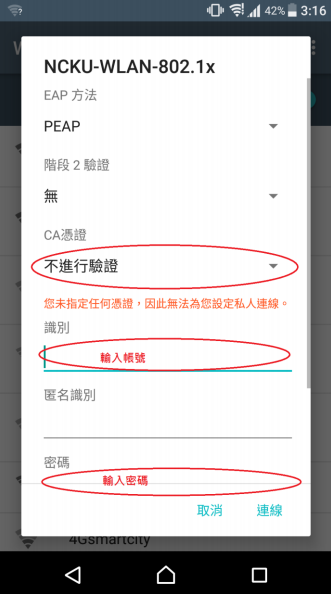 42% 3:16
W
NCKU-WLAN-802.1x
EAP 方法
PEAP
階段 2 驗證
無
CA憑證
不進行驗證
您未指定任何憑證，因此無法為您設定私人連線。
識別
輸入帳號
匿名識別
密碼
輸入密碼
取消 連線
4Gsmartcity